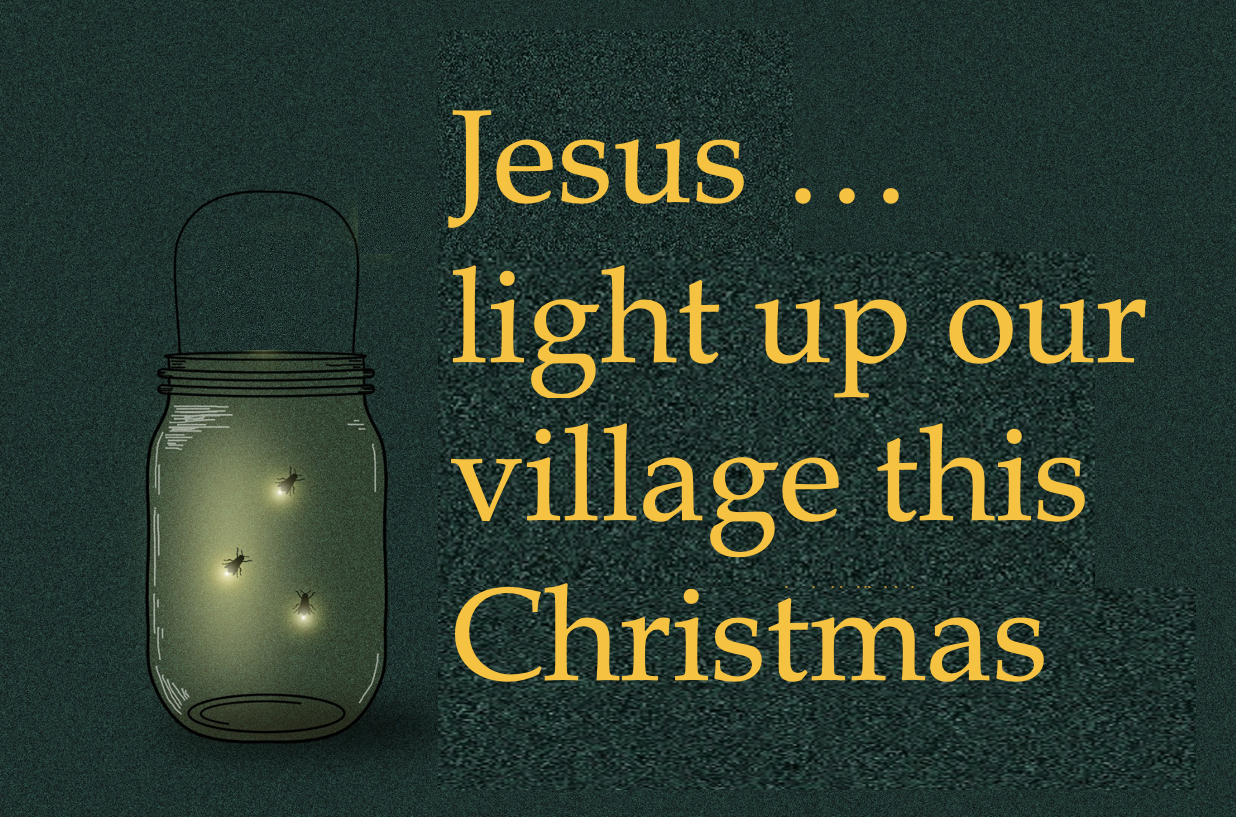 Jesus …
light up our
village this
Christmas